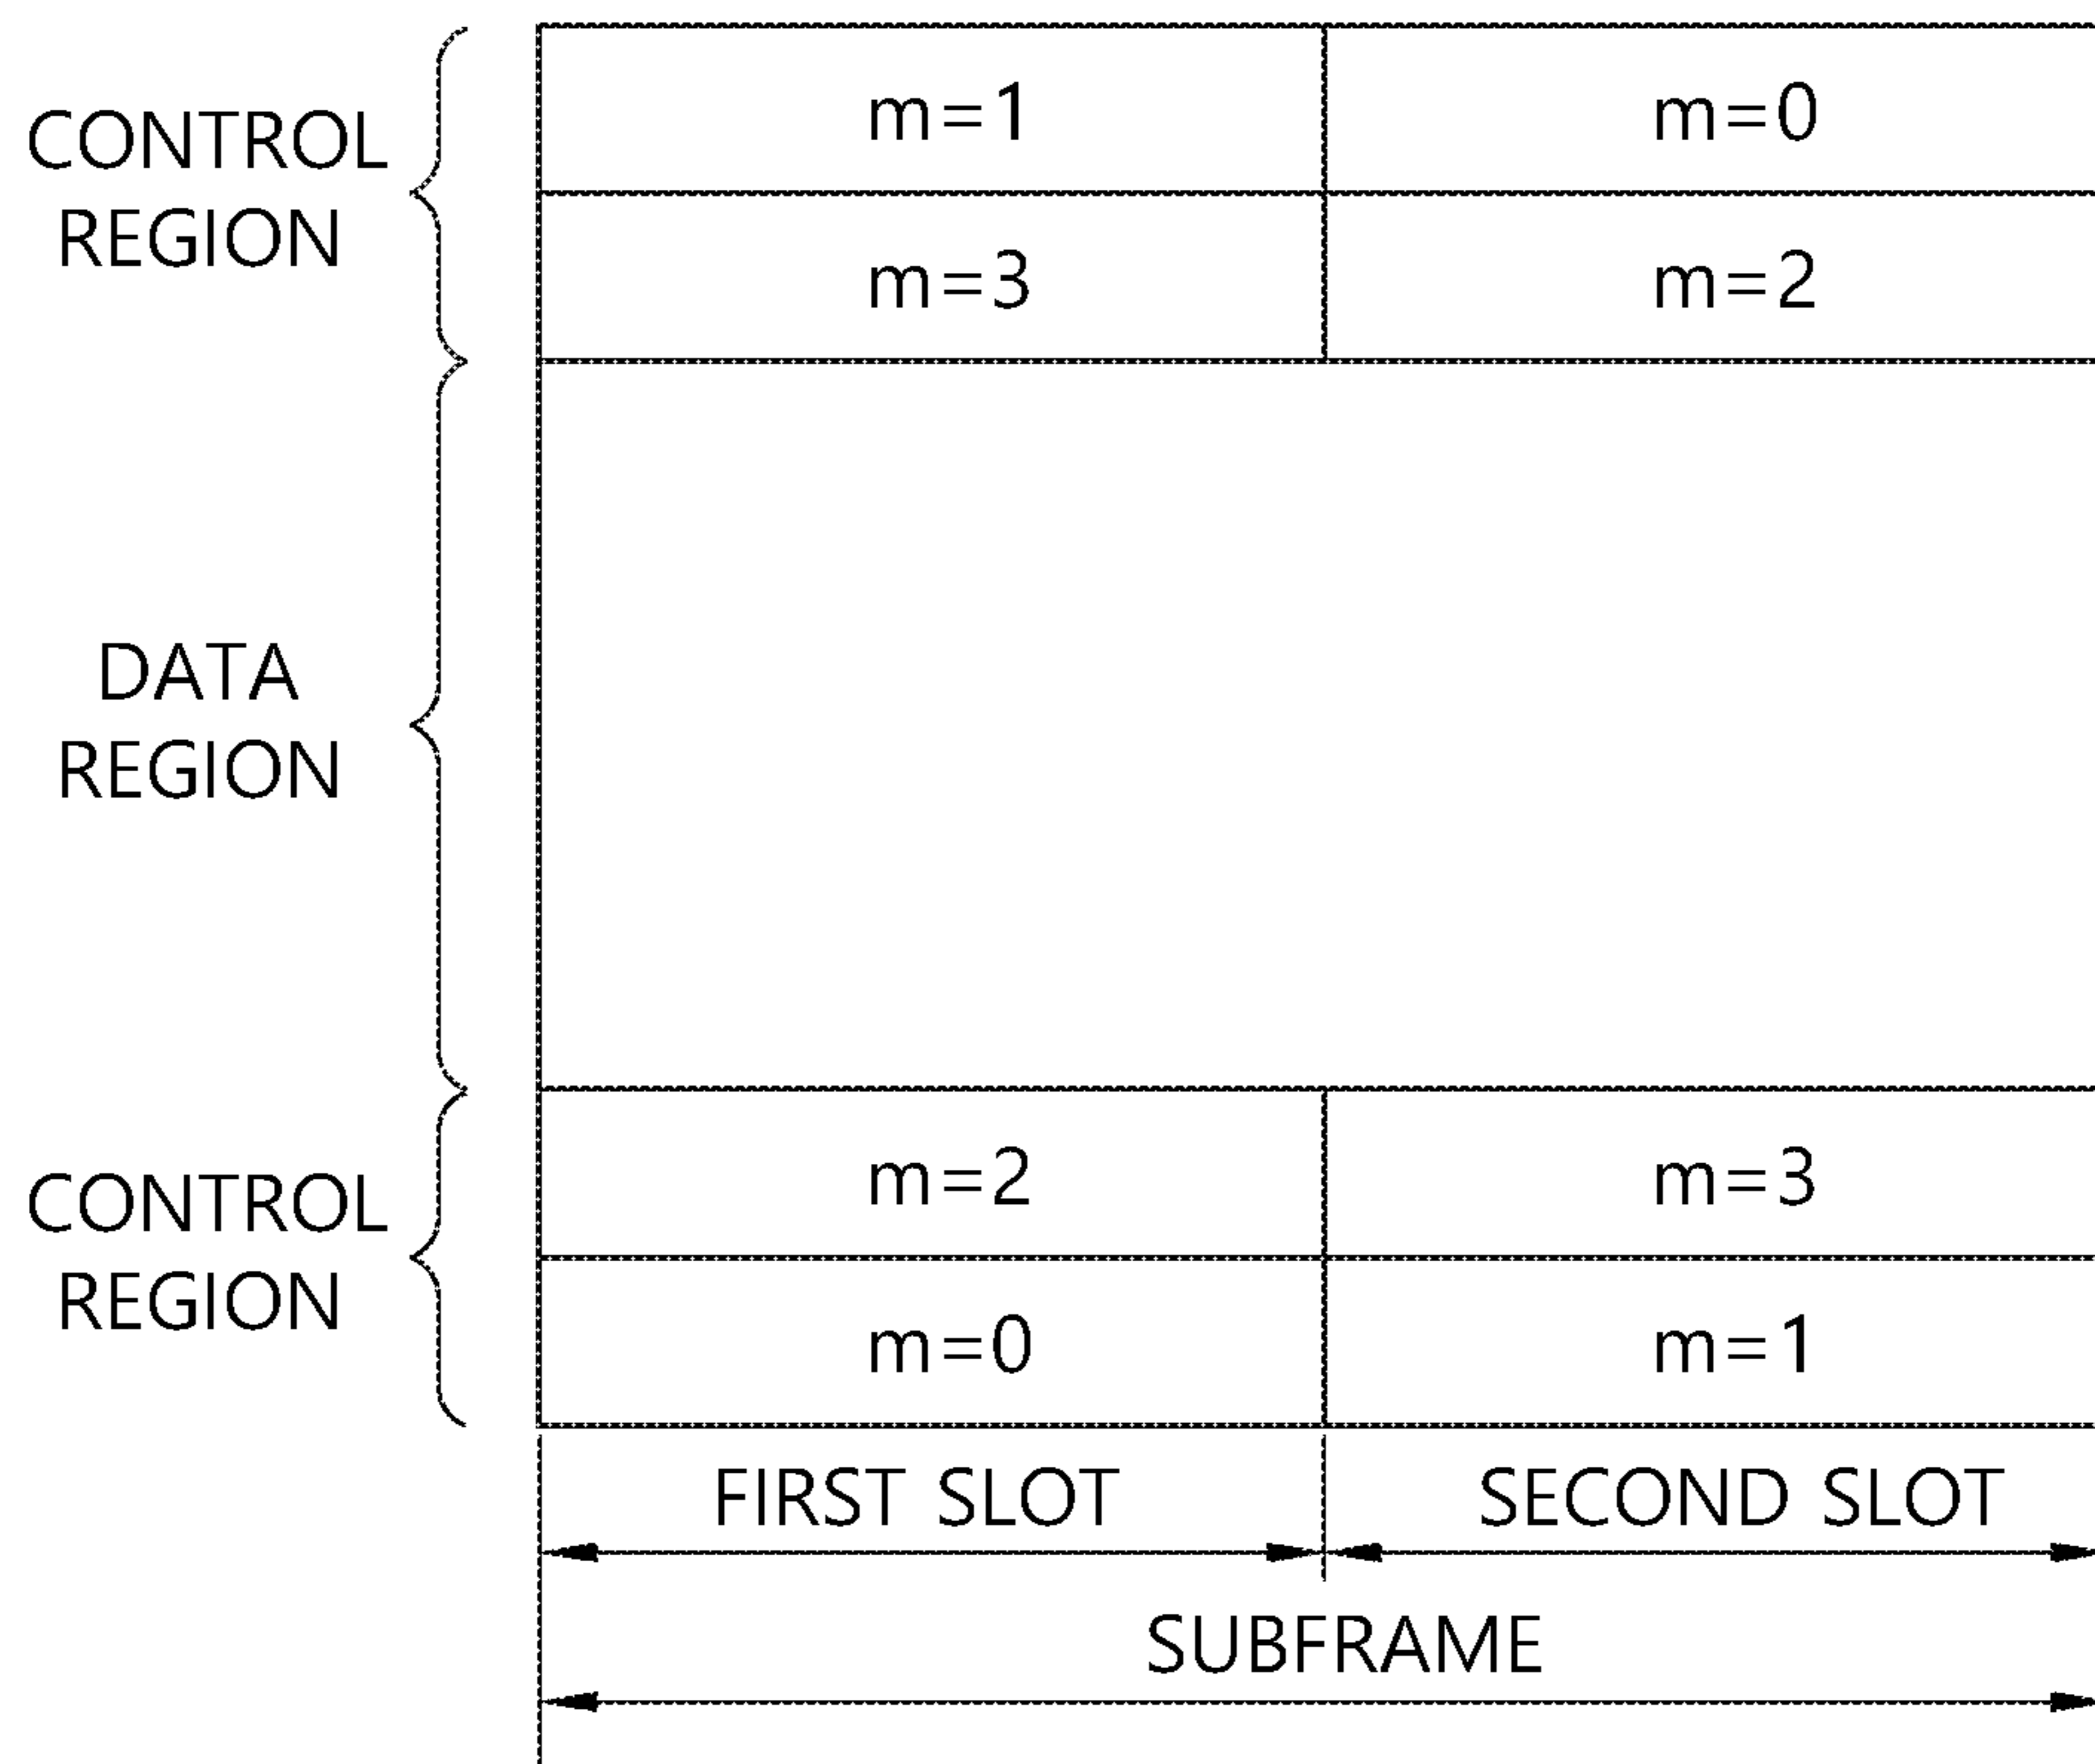 CONTROL
REGION
m=1
m=0
m=3
m=2
DATA
REGION
CONTROL
REGION
m=2
m=3
m=0
m=1
FIRST SLOT
SECOND SLOT
SUBFRAME